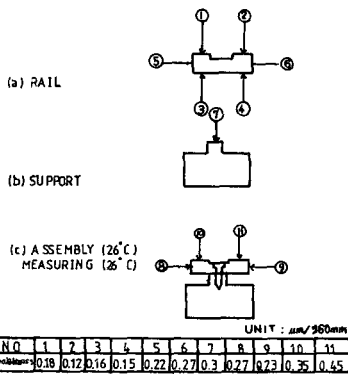 ① ②
⑤ ⑥
(a) RAIL
③ ④
⑦
(b) SUPPORT
(c) ASSEMBLY (26°C)
MEASURING (26°C)
⑩ ⑪
⑧ ⑨
UNIT : μm/960mm
NO 1 2 3 4 5 6 7 8 9 10 11
0.18 0.12 0.16 0.15 0.22 0.27 0.3 0.27 0.23 0.35 0.45